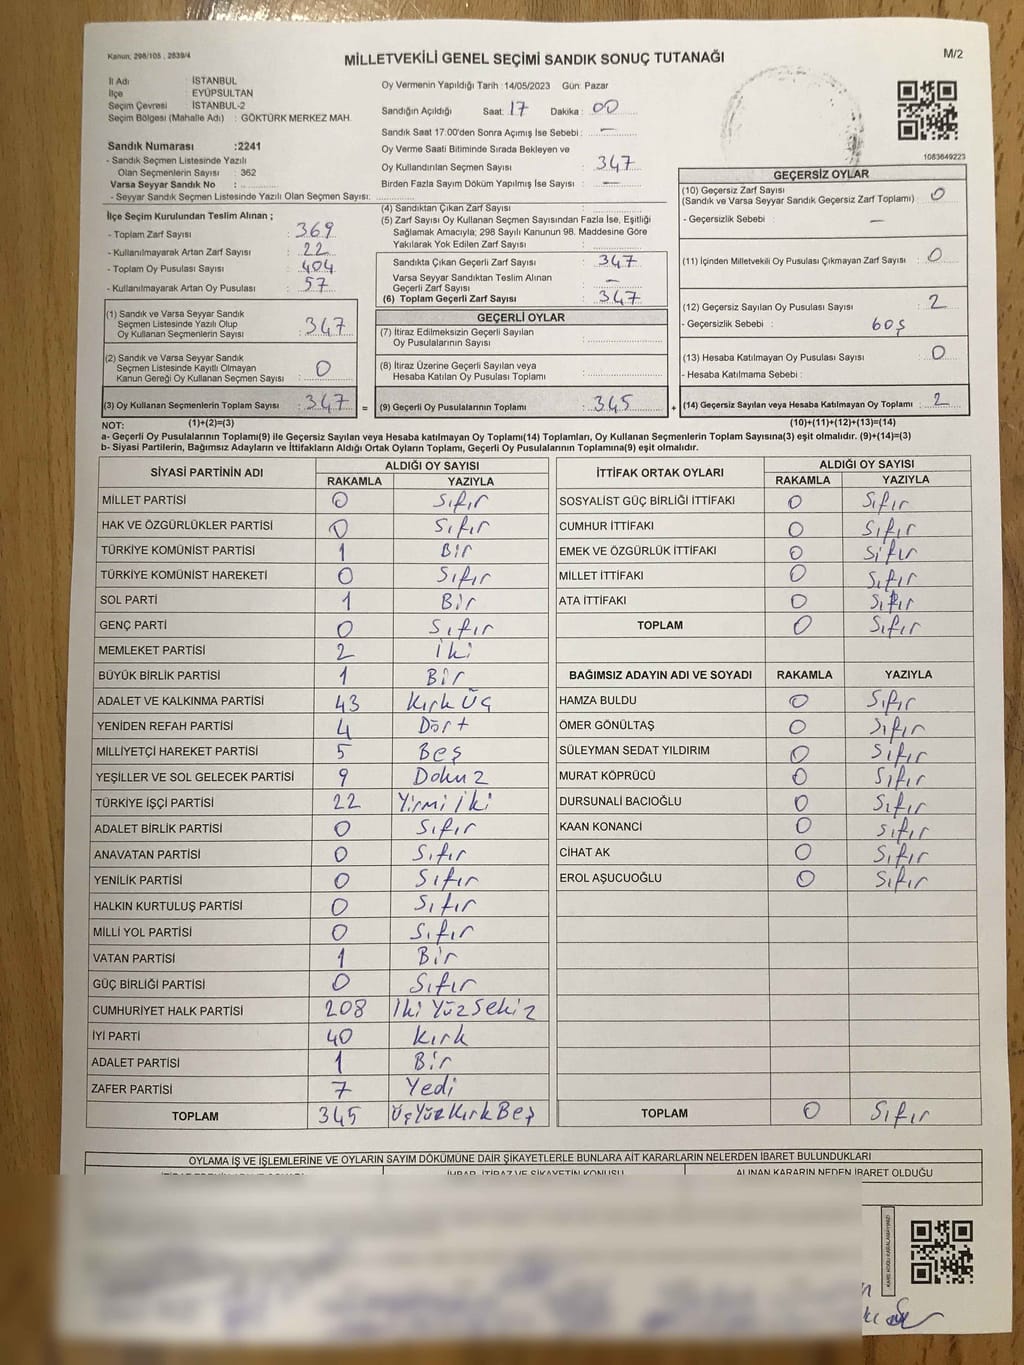 Kanun; 298/105 , 2839/4
MİLLETVEKİLİ GENEL SEÇİMİ SANDIK SONUÇ TUTANAĞI
M/2
İl Adı : İSTANBUL
İlçe : EYÜPSULTAN
Seçim Çevresi : İSTANBUL-2
Seçim Bölgesi (Mahalle Adı) : GÖKTÜRK MERKEZ MAH.
Sandık Numarası :2241
- Sandık Seçmen Listesinde Yazılı
Olan Seçmenlerin Sayısı : 362
Varsa Seyyar Sandık No :
- Seyyar Sandık Seçmen Listesinde Yazılı Olan Seçmen Sayısı:
Oy Vermenin Yapıldığı Tarih :14/05/2023 Gün: Pazar
Sandığın Açıldığı Saat: 17 Dakika : 00
Sandık Saat 17:00'den Sonra Açımış İse Sebebi : —
Oy Verme Saati Bitiminde Sırada Bekleyen ve
Oy Kullandırılan Seçmen Sayısı : 347
Birden Fazla Sayım Döküm Yapılmış İse Sayısı : —
1083649223
İlçe Seçim Kurulundan Teslim Alınan ;
- Toplam Zarf Sayısı : 369
- Kullanılmayarak Artan Zarf Sayısı : 22
- Toplam Oy Pusulası Sayısı : 404
- Kullanılmayarak Artan Oy Pusulası : 57
(1) Sandık ve Varsa Seyyar Sandık
Seçmen Listesinde Yazılı Olup
Oy Kullanan Seçmenlerin Sayısı : 347
(2) Sandık ve Varsa Seyyar Sandık
Seçmen Listesinde Kayıtlı Olmayan
Kanun Gereği Oy Kullanan Seçmen Sayısı : 0
(3) Oy Kullanan Seçmenlerin Toplam Sayısı : 347
(1)+(2)=(3)
(4) Sandıktan Çıkan Zarf Sayısı :
(5) Zarf Sayısı Oy Kullanan Seçmen Sayısından Fazla İse, Eşitliği
Sağlamak Amacıyla; 298 Sayılı Kanunun 98. Maddesine Göre
Yakılarak Yok Edilen Zarf Sayısı :
Sandıkta Çıkan Geçerli Zarf Sayısı : 347
Varsa Seyyar Sandıktan Teslim Alınan
Geçerli Zarf Sayısı : —
(6) Toplam Geçerli Zarf Sayısı : 347
GEÇERLİ OYLAR
(7) İtiraz Edilmeksizin Geçerli Sayılan
Oy Pusulalarının Sayısı :
(8) İtiraz Üzerine Geçerli Sayılan veya
Hesaba Katılan Oy Pusulası Toplamı :
= (9) Geçerli Oy Pusulalarının Toplamı : 345
GEÇERSİZ OYLAR
(10) Geçersiz Zarf Sayısı : 0
(Sandık ve Varsa Seyyar Sandık Geçersiz Zarf Toplamı)
- Geçersizlik Sebebi : —
(11) İçinden Milletvekili Oy Pusulası Çıkmayan Zarf Sayısı : 0
(12) Geçersiz Sayılan Oy Pusulası Sayısı : 2
- Geçersizlik Sebebi : boş
(13) Hesaba Katılmayan Oy Pusulası Sayısı : 0
- Hesaba Katılmama Sebebi :
+ (14) Geçersiz Sayılan veya Hesaba Katılmayan Oy Toplamı : 2
(10)+(11)+(12)+(13)=(14)
NOT:
a- Geçerli Oy Pusulalarının Toplamı(9) ile Geçersiz Sayılan veya Hesaba katılmayan Oy Toplamı(14) Toplamları, Oy Kullanan Seçmenlerin Toplam Sayısına(3) eşit olmalıdır. (9)+(14)=(3)
b- Siyasi Partilerin, Bağımsız Adayların ve İttifakların Aldığı Ortak Oyların Toplamı, Geçerli Oy Pusulalarının Toplamına(9) eşit olmalıdır.
SİYASİ PARTİNİN ADI ALDIĞI OY SAYISI
RAKAMLA YAZIYLA
MİLLET PARTİSİ 0 Sıfır
HAK VE ÖZGÜRLÜKLER PARTİSİ 0 Sıfır
TÜRKİYE KOMÜNİST PARTİSİ 1 Bir
TÜRKİYE KOMÜNİST HAREKETİ 0 Sıfır
SOL PARTİ 1 Bir
GENÇ PARTİ 0 Sıfır
MEMLEKET PARTİSİ 2 iki
BÜYÜK BİRLİK PARTİSİ 1 Bir
ADALET VE KALKINMA PARTİSİ 43 Kırk Üç
YENİDEN REFAH PARTİSİ 4 Dört
MİLLİYETÇİ HAREKET PARTİSİ 5 Beş
YEŞİLLER VE SOL GELECEK PARTİSİ 9 Dokuz
TÜRKİYE İŞÇİ PARTİSİ 22 Yirmi iki
ADALET BİRLİK PARTİSİ 0 Sıfır
ANAVATAN PARTİSİ 0 Sıfır
YENİLİK PARTİSİ 0 Sıfır
HALKIN KURTULUŞ PARTİSİ 0 Sıfır
MİLLİ YOL PARTİSİ 0 Sıfır
VATAN PARTİSİ 1 Bir
GÜÇ BİRLİĞİ PARTİSİ 0 Sıfır
CUMHURİYET HALK PARTİSİ 208 iki Yüz Sekiz
İYİ PARTİ 40 Kırk
ADALET PARTİSİ 1 Bir
ZAFER PARTİSİ 7 Yedi
TOPLAM 345 ÜçYüzKırkBeş
İTTİFAK ORTAK OYLARI ALDIĞI OY SAYISI
RAKAMLA YAZIYLA
SOSYALİST GÜÇ BİRLİĞİ İTTİFAKI 0 Sıfır
CUMHUR İTTİFAKI 0 Sıfır
EMEK VE ÖZGÜRLÜK İTTİFAKI 0 Sıfır
MİLLET İTTİFAKI 0 Sıfır
ATA İTTİFAKI 0 Sıfır
TOPLAM 0 Sıfır
BAĞIMSIZ ADAYIN ADI VE SOYADI RAKAMLA YAZIYLA
HAMZA BULDU 0 Sıfır
ÖMER GÖNÜLTAŞ 0 Sıfır
SÜLEYMAN SEDAT YILDIRIM 0 Sıfır
MURAT KÖPRÜCÜ 0 Sıfır
DURSUNALİ BACIOĞLU 0 Sıfır
KAAN KONANCİ 0 Sıfır
CİHAT AK 0 Sıfır
EROL AŞUCUOĞLU 0 Sıfır
TOPLAM 0 Sıfır
OYLAMA İŞ VE İŞLEMLERİNE VE OYLARIN SAYIM DÖKÜMÜNE DAİR ŞİKAYETLERLE BUNLARA AİT KARARLARIN NELERDEN İBARET BULUNDUKLARI
İHBAR, İTİRAZ VE ŞİKAYETİN KONUSU ALINAN KARARIN NEDEN İBARET OLDUĞU